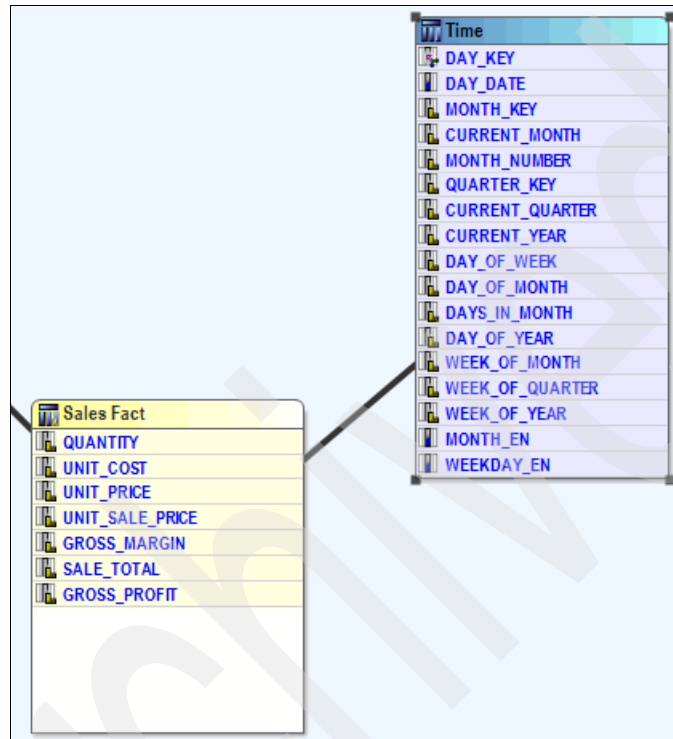 Time
DAY_KEY
DAY_DATE
MONTH_KEY
CURRENT_MONTH
MONTH_NUMBER
QUARTER_KEY
CURRENT_QUARTER
CURRENT_YEAR
DAY_OF_WEEK
DAY_OF_MONTH
DAYS_IN_MONTH
DAY_OF_YEAR
WEEK_OF_MONTH
WEEK_OF_QUARTER
WEEK_OF_YEAR
MONTH_EN
WEEKDAY_EN
Sales Fact
QUANTITY
UNIT_COST
UNIT_PRICE
UNIT_SALE_PRICE
GROSS_MARGIN
SALE_TOTAL
GROSS_PROFIT